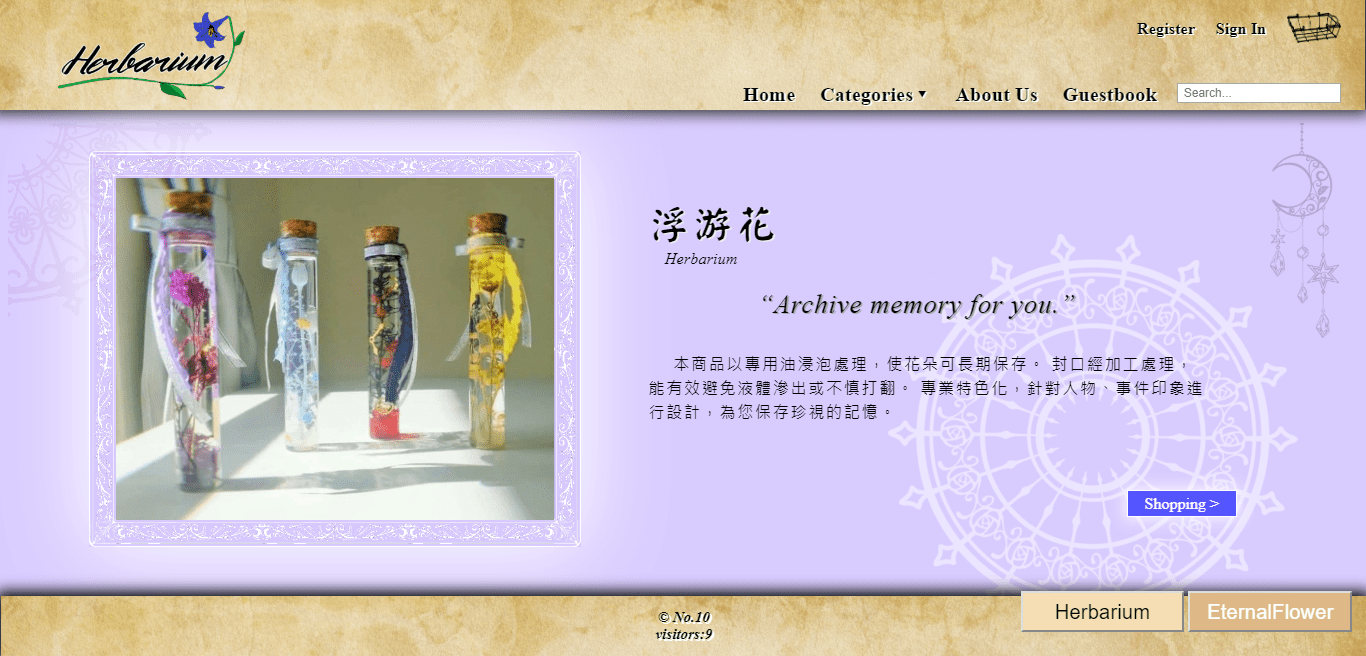 Herbarium
Register Sign In
Home Categories ▼ About Us Guestbook Search...
浮游花
Herbarium
“Archive memory for you.”
本商品以專用油浸泡處理，使花朵可長期保存。 封口經加工處理，
能有效避免液體滲出或不慎打翻。 專業特色化，針對人物、事件印象進
行設計，為您保存珍視的記憶。
Shopping >
© No.10
visitors:9
Herbarium EternalFlower